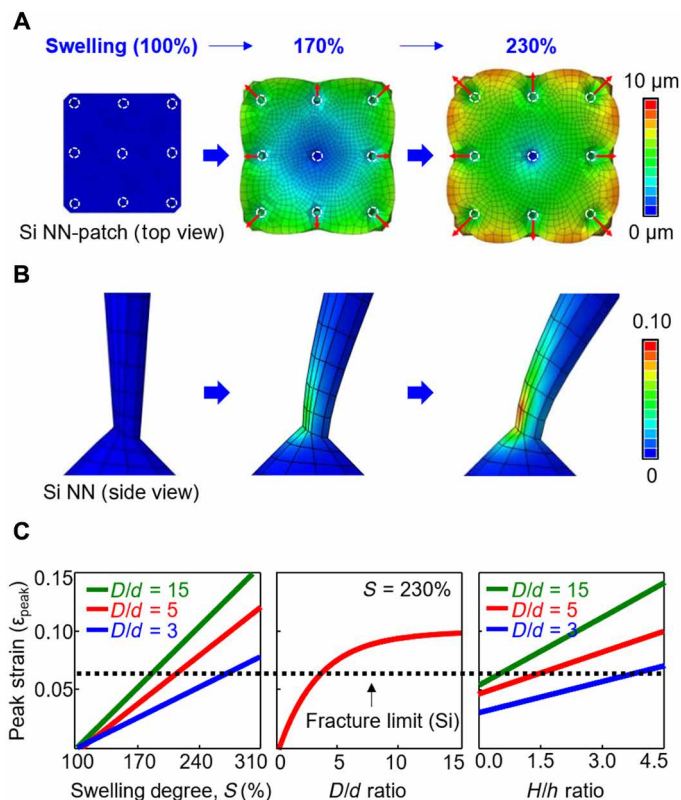 A
Swelling (100%) → 170% → 230%
10 μm
0 μm
Si NN-patch (top view)
B
0.10
0
Si NN (side view)
C
Peak strain (εpeak)
0.15
0.10
0.05
D/d = 15
D/d = 5
D/d = 3
100 170 240 310
Swelling degree, S (%)
S = 230%
Fracture limit (Si)
0 5 10 15
D/d ratio
D/d = 15
D/d = 5
D/d = 3
0.0 1.5 3.0 4.5
H/h ratio